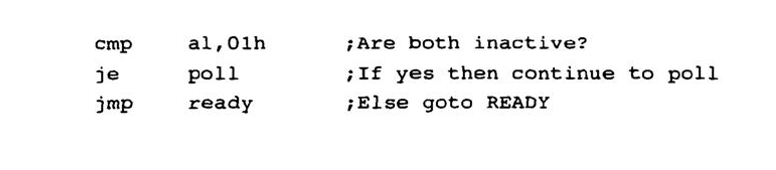 cmp al,01h ;Are both inactive?
je poll ;If yes then continue to poll
jmp ready ;Else goto READY